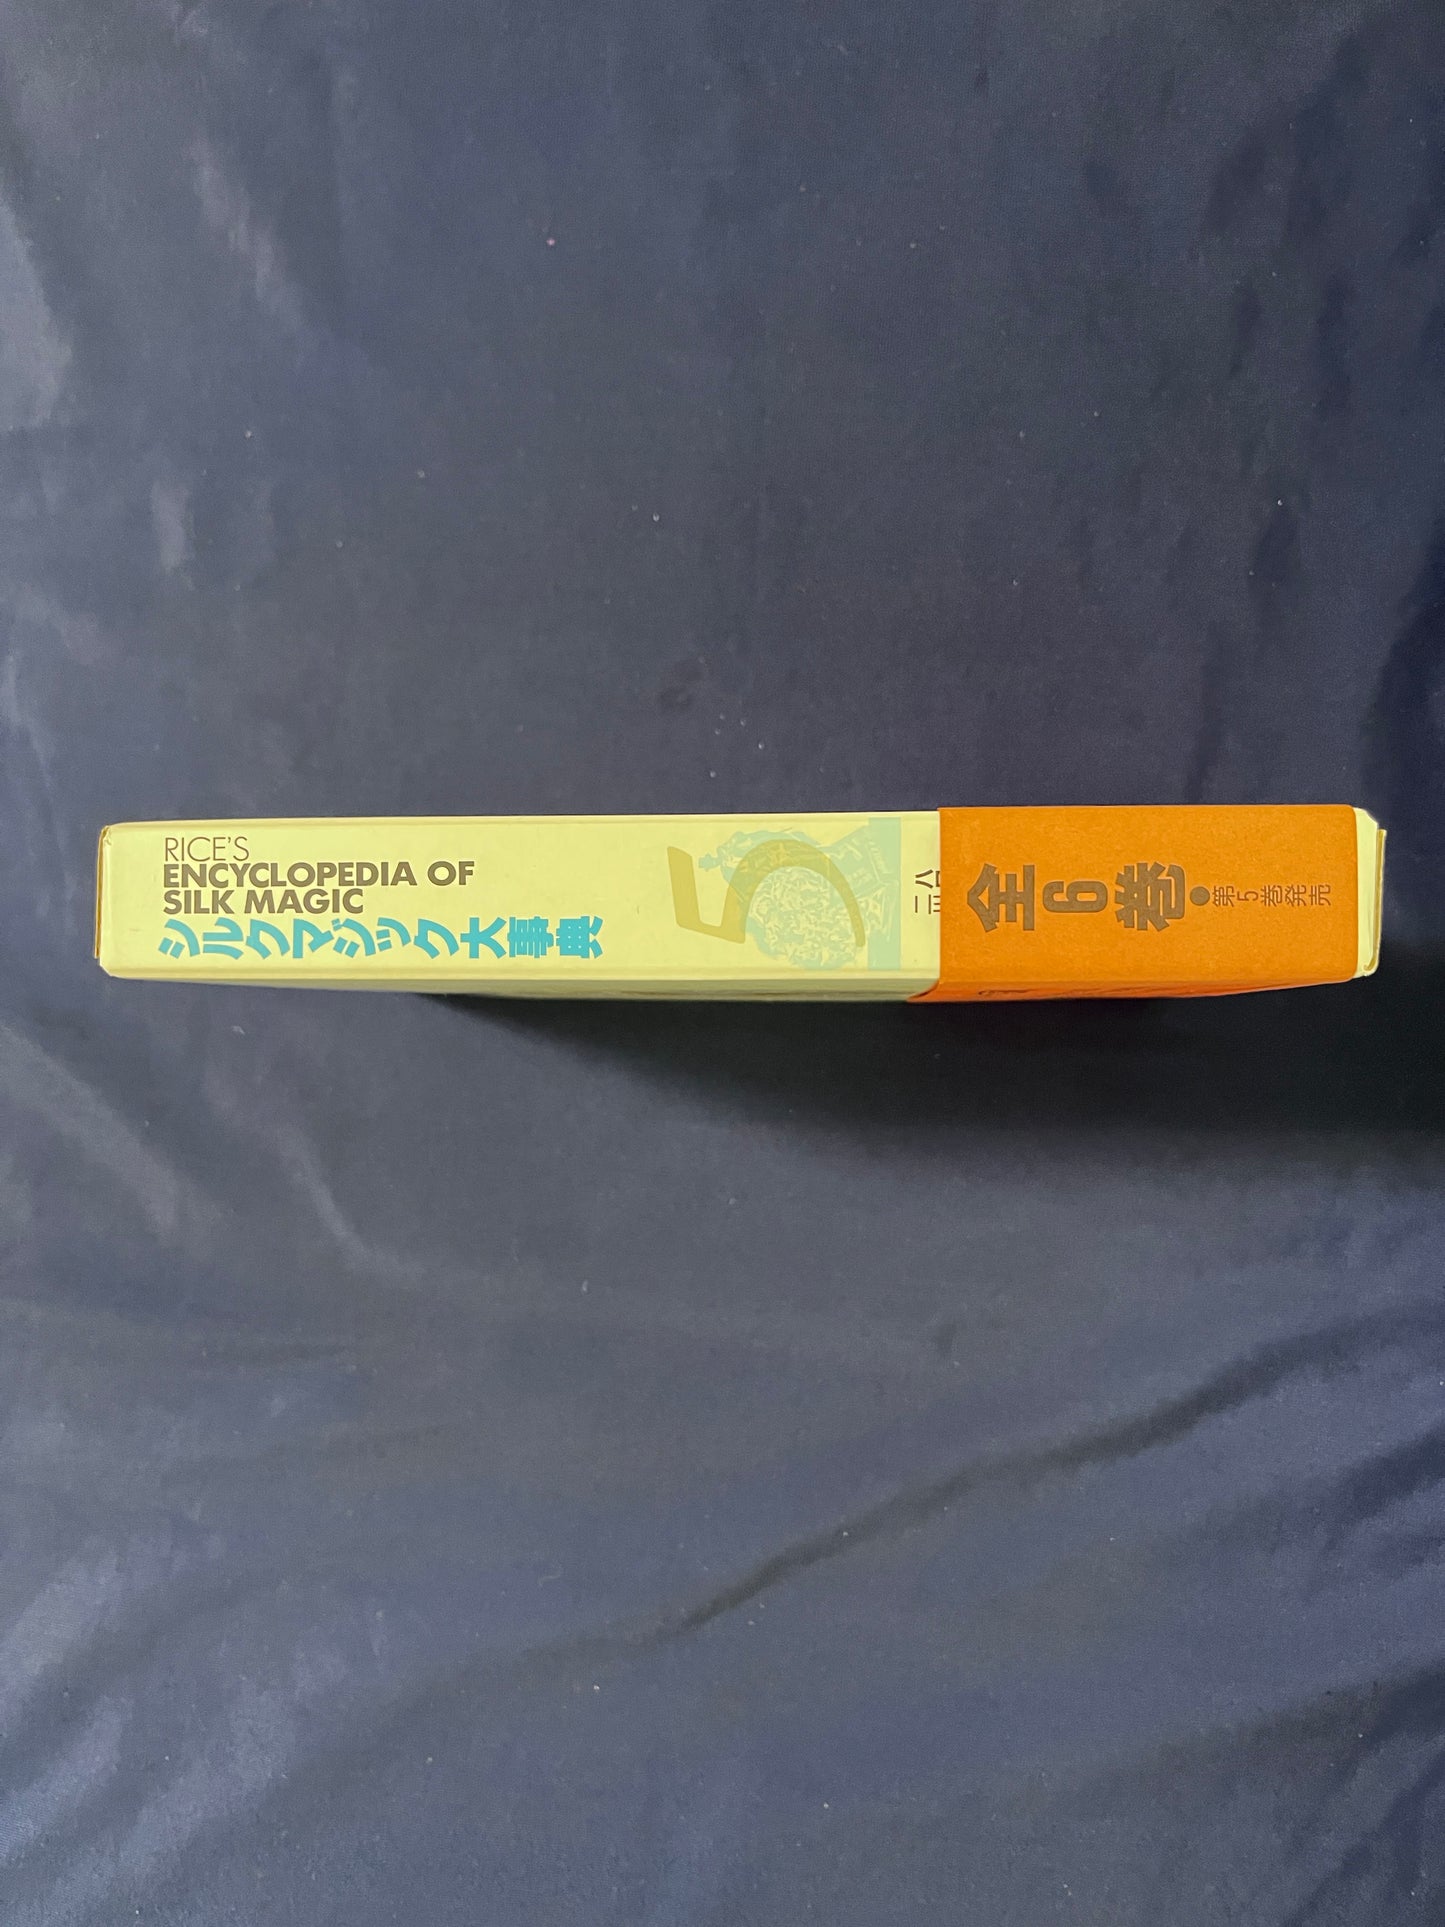 RICE'S
ENCYCLOPEDIA OF
SILK MAGIC
シルクマジック大事典
5
全6巻・第5巻発売